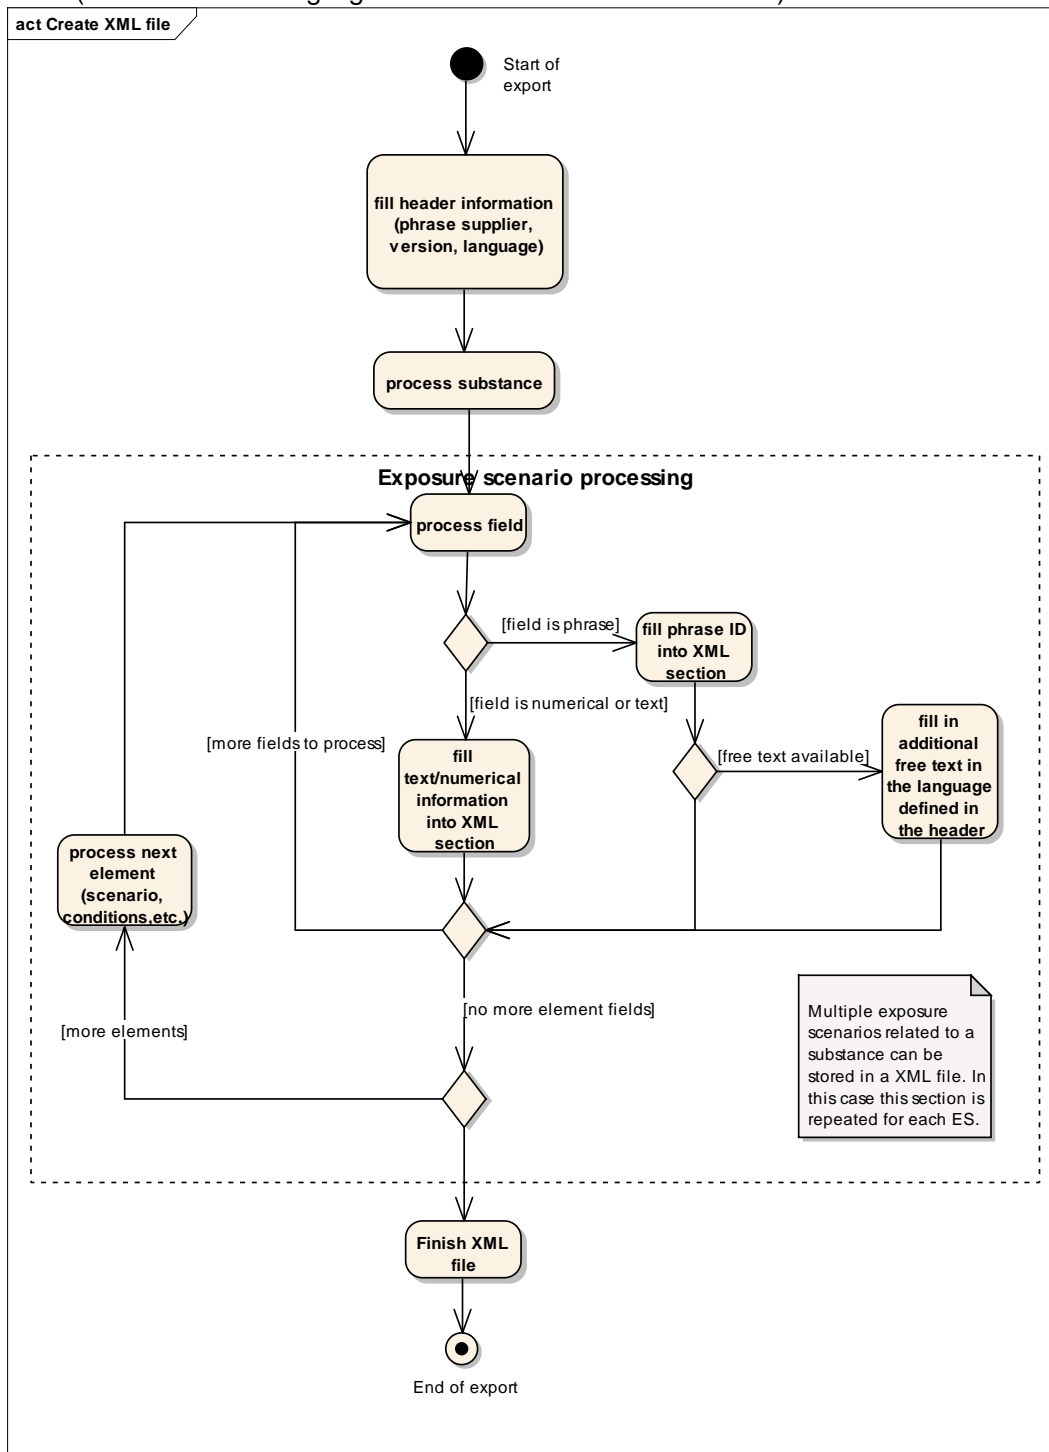 act Create XML file
Start of
export
fill header information
(phrase supplier,
version, language)
process substance
Exposure scenario processing
process field
[field is phrase]
fill phrase ID
into XML
section
[field is numerical or text]
[more fields to process]
fill
text/numerical
information
into XML
section
[free text available]
fill in
additional
free text in
the language
defined in
the header
process next
element
(scenario,
conditions,etc.)
[no more element fields]
[more elements]
Multiple exposure
scenarios related to a
substance can be
stored in a XML file. In
this case this section is
repeated for each ES.
Finish XML
file
End of export